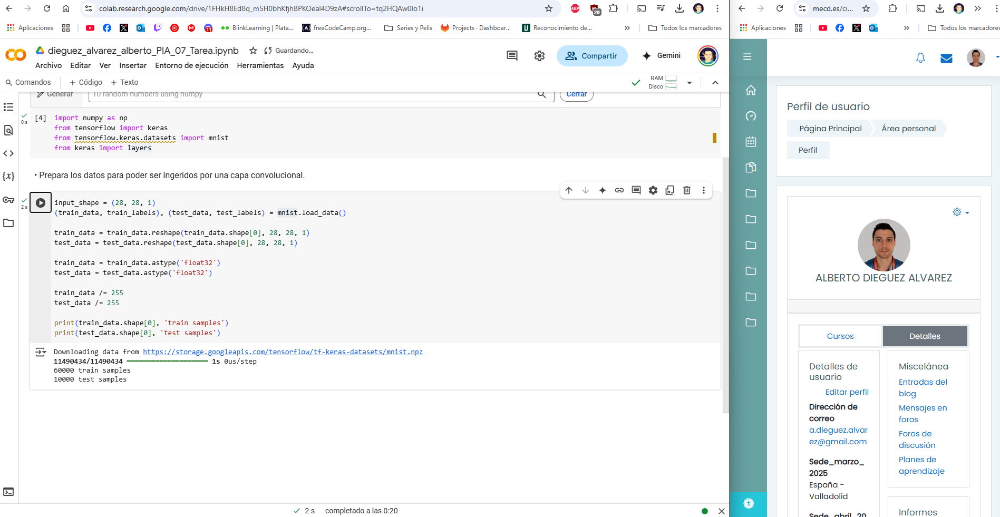 colab.research.google.com/drive/1FHkH8Ed8q_m5H0bhKfjhBPKOeaI4D9zA#scrollTo=tq2HQAw0Io1i
ABP
20
Aplicaciones
11
BlinkLearning | Plata...
freeCodeCamp.org...
Series y Pelis
Projects · Dashboar...
Reconocimiento de...
»
Todos los marcadores
dieguez_alvarez_alberto_PIA_07_Tarea.ipynb
Guardando...
Archivo Editar Ver Insertar Entorno de ejecución Herramientas Ayuda
Compartir
Gemini
Comandos + Código + Texto
RAM
Disco
Generar
10 random numbers using numpy
Cerrar
0 s
[4] import numpy as np
from tensorflow import keras
from tensorflow.keras.datasets import mnist
from keras import layers
• Prepara los datos para poder ser ingeridos por una capa convolucional.
2 s
input_shape = (28, 28, 1)
(train_data, train_labels), (test_data, test_labels) = mnist.load_data()
train_data = train_data.reshape(train_data.shape[0], 28, 28, 1)
test_data = test_data.reshape(test_data.shape[0], 28, 28, 1)
train_data = train_data.astype('float32')
test_data = test_data.astype('float32')
train_data /= 255
test_data /= 255
print(train_data.shape[0], 'train samples')
print(test_data.shape[0], 'test samples')
Downloading data from https://storage.googleapis.com/tensorflow/tf-keras-datasets/mnist.npz
11490434/11490434 ━━━━━━━━━━━━━━━━━━━━ 1s 0us/step
60000 train samples
10000 test samples
2 s completado a las 0:20
mecd.es/ci...
»
Aplicaciones
»
Todos los marcadores
Perfil de usuario
Página Principal
Área personal
Perfil
ALBERTO DIEGUEZ ALVAREZ
Cursos
Detalles
Detalles de
usuario
Editar perfil
Dirección de
correo
a.dieguez.alvar
ez@gmail.com
Sede_marzo_
2025
España -
Valladolid
Sede_abril_20
Miscelánea
Entradas del
blog
Mensajes en
foros
Foros de
discusión
Planes de
aprendizaje
Informes